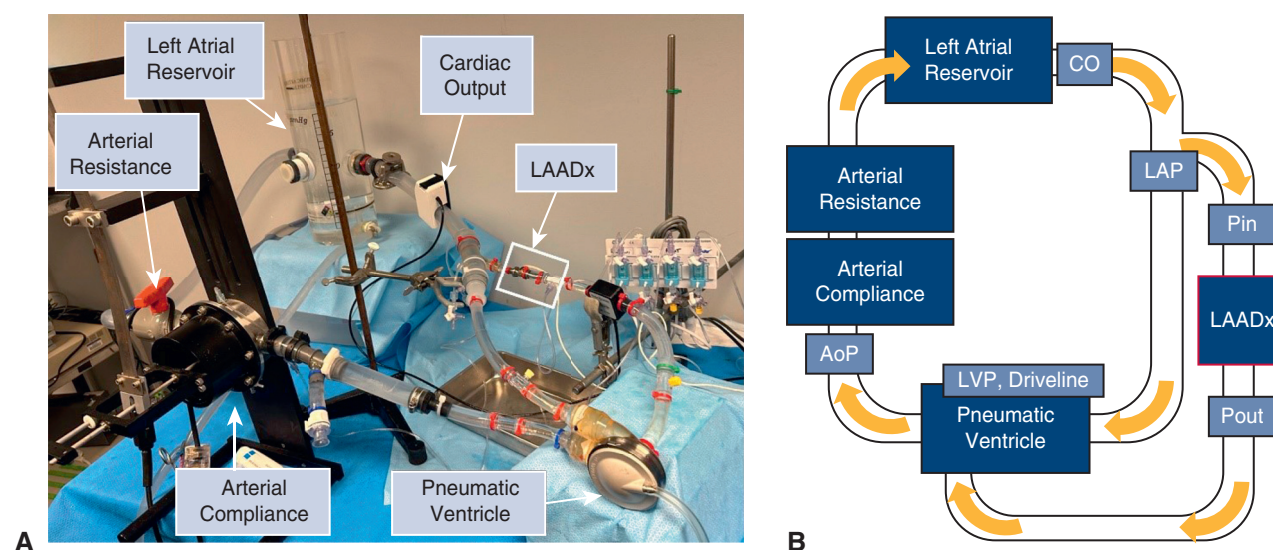 Left Atrial
Reservoir
Cardiac
Output
Arterial
Resistance
LAADx
Arterial
Compliance
Pneumatic
Ventricle
A
Left Atrial
Reservoir
CO
LAP
Arterial
Resistance
Pin
Arterial
Compliance
LAADx
AoP
LVP, Driveline
Pneumatic
Ventricle
Pout
B